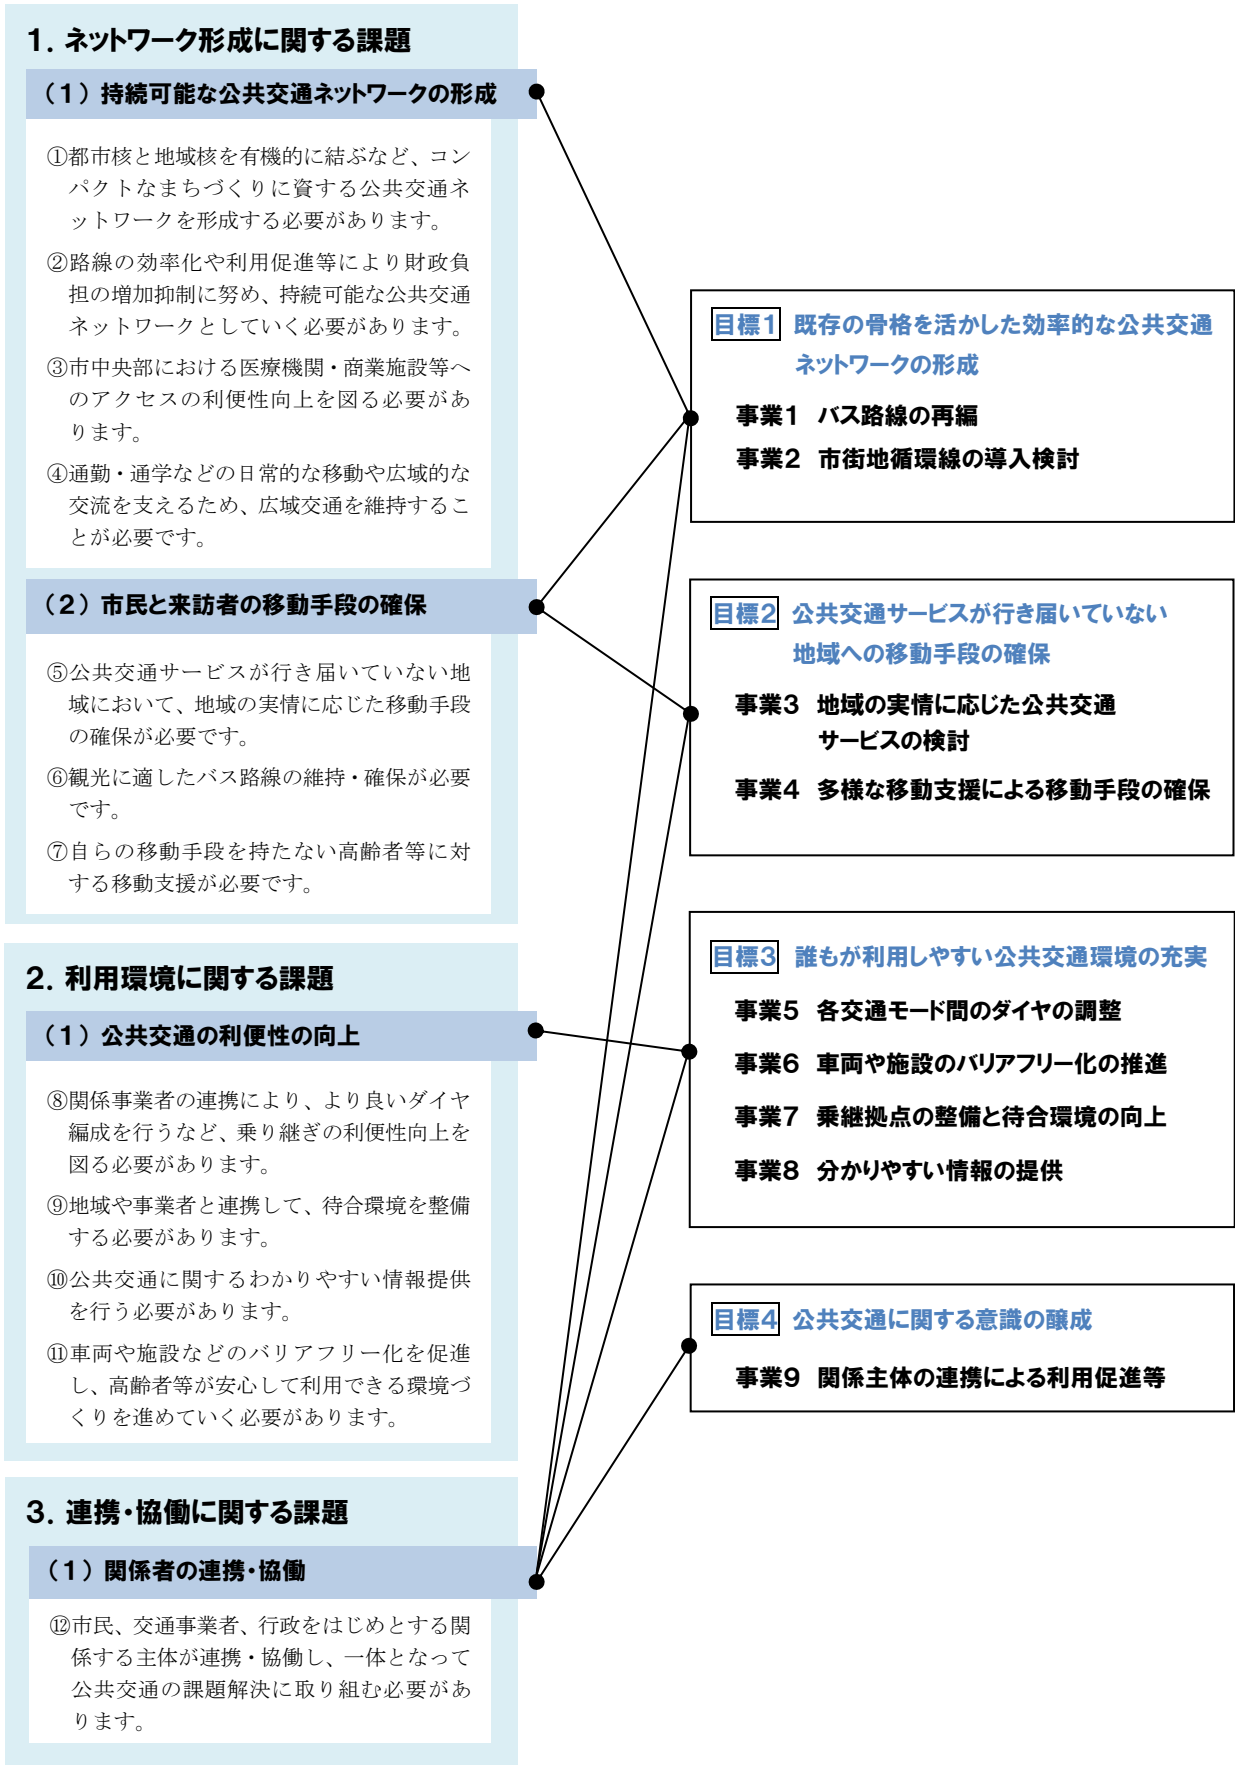 1．ネットワーク形成に関する課題
（1）持続可能な公共交通ネットワークの形成
①都市核と地域核を有機的に結ぶなど、コン
パクトなまちづくりに資する公共交通ネ
ットワークを形成する必要があります。
②路線の効率化や利用促進等により財政負
担の増加抑制に努め、持続可能な公共交通
ネットワークとしていく必要があります。
③市中央部における医療機関・商業施設等へ
のアクセスの利便性向上を図る必要があ
ります。
④通勤・通学などの日常的な移動や広域的な
交流を支えるため、広域交通を維持するこ
とが必要です。
（2）市民と来訪者の移動手段の確保
⑤公共交通サービスが行き届いていない地
域において、地域の実情に応じた移動手段
の確保が必要です。
⑥観光に適したバス路線の維持・確保が必要
です。
⑦自らの移動手段を持たない高齢者等に対
する移動支援が必要です。
2．利用環境に関する課題
（1）公共交通の利便性の向上
⑧関係事業者の連携により、より良いダイヤ
編成を行うなど、乗り継ぎの利便性向上を
図る必要があります。
⑨地域や事業者と連携して、待合環境を整備
する必要があります。
⑩公共交通に関するわかりやすい情報提供
を行う必要があります。
⑪車両や施設などのバリアフリー化を促進
し、高齢者等が安心して利用できる環境づ
くりを進めていく必要があります。
3．連携・協働に関する課題
（1）関係者の連携・協働
⑫市民、交通事業者、行政をはじめとする関
係する主体が連携・協働し、一体となって
公共交通の課題解決に取り組む必要があ
ります。
目標1 既存の骨格を活かした効率的な公共交通
ネットワークの形成
事業1 バス路線の再編
事業2 市街地循環線の導入検討
目標2 公共交通サービスが行き届いていない
地域への移動手段の確保
事業3 地域の実情に応じた公共交通
サービスの検討
事業4 多様な移動支援による移動手段の確保
目標3 誰もが利用しやすい公共交通環境の充実
事業5 各交通モード間のダイヤの調整
事業6 車両や施設のバリアフリー化の推進
事業7 乗継拠点の整備と待合環境の向上
事業8 分かりやすい情報の提供
目標4 公共交通に関する意識の醸成
事業9 関係主体の連携による利用促進等